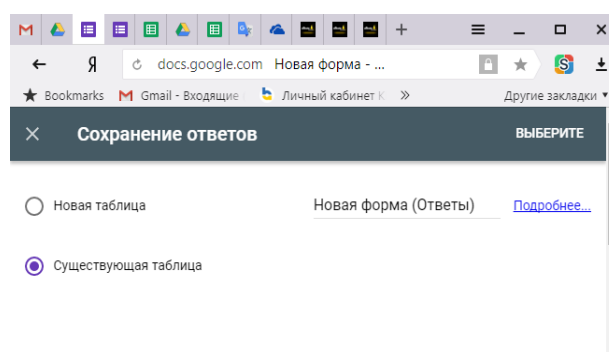 Я docs.google.com Новая форма - ...
Bookmarks Gmail - Входящие Личный кабинет К » Другие закладки
Сохранение ответов ВЫБЕРИТЕ
Новая таблица Новая форма (Ответы) Подробнее...
Существующая таблица